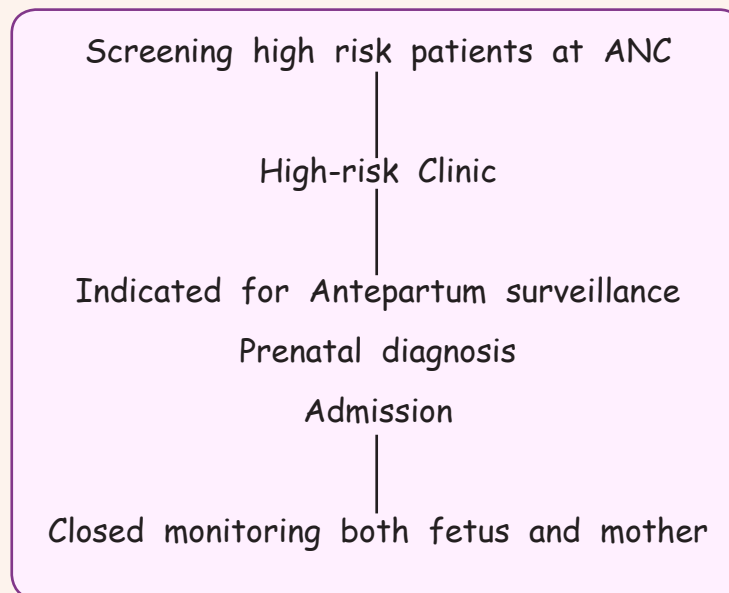 Screening high risk patients at ANC
High-risk Clinic
Indicated for Antepartum surveillance
Prenatal diagnosis
Admission
Closed monitoring both fetus and mother